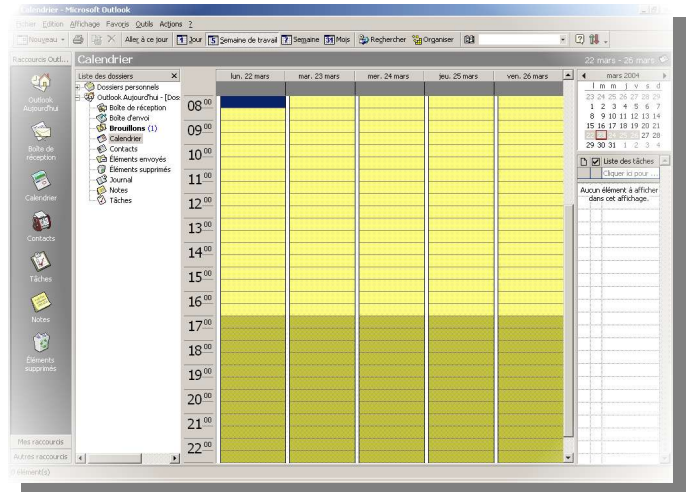 Calendrier - Microsoft Outlook
Fichier Edition Affichage Favoris Outils Actions ?
Nouveau Aller à ce jour 1 Jour 5 Semaine de travail 7 Semaine 31 Mois Rechercher Organiser
Raccourcis Outl... Calendrier 22 mars - 26 mars
Outlook Aujourd'hui
Boîte de réception
Calendrier
Contacts
Tâches
Notes
Éléments supprimés
Mes raccourcis
Autres raccourcis
Liste des dossiers X
Dossiers personnels
Outlook Aujourd'hui - [Dos
Boîte de réception
Boîte d'envoi
Brouillons (1)
Calendrier
Contacts
Éléments envoyés
Éléments supprimés
Journal
Notes
Tâches
lun. 22 mars mar. 23 mars mer. 24 mars jeu. 25 mars ven. 26 mars
08 00
09 00
10 00
11 00
12 00
13 00
14 00
15 00
16 00
17 00
18 00
19 00
20 00
21 00
22 00
mars 2004
l m m j v s d
23 24 25 26 27 28 29
1 2 3 4 5 6 7
8 9 10 11 12 13 14
15 16 17 18 19 20 21
22 23 24 25 26 27 28
29 30 31 1 2 3 4
Liste des tâches
Cliquer ici pour ...
Aucun élément à afficher
dans cet affichage.
élément(s)